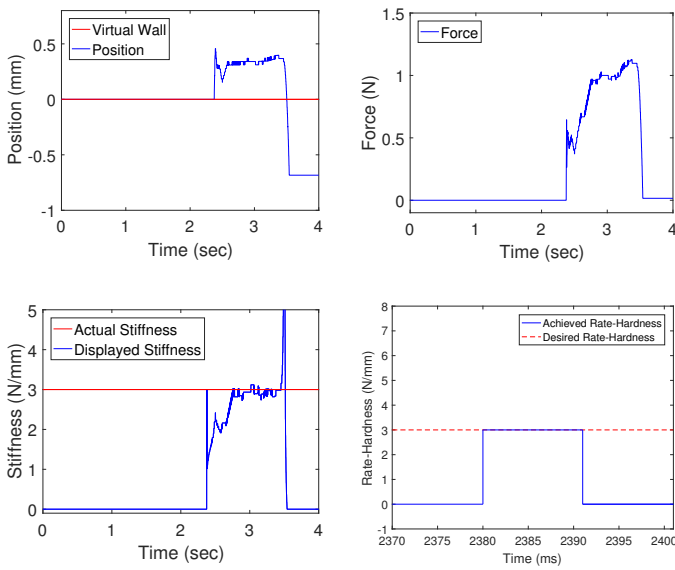 Virtual Wall
Position
Position (mm)
0.5
0
-0.5
-1
0 1 2 3 4
Time (sec)
Force
Force (N)
1.5
1
0.5
0
0 1 2 3 4
Time (sec)
Actual Stiffness
Displayed Stiffness
Stiffness (N/mm)
5
4
3
2
1
0
0 1 2 3 4
Time (sec)
Achieved Rate-Hardness
Desired Rate-Hardness
Rate-Hardness (N/mm)
8
7
6
5
4
3
2
1
0
-1
2370 2375 2380 2385 2390 2395 2400
Time (ms)